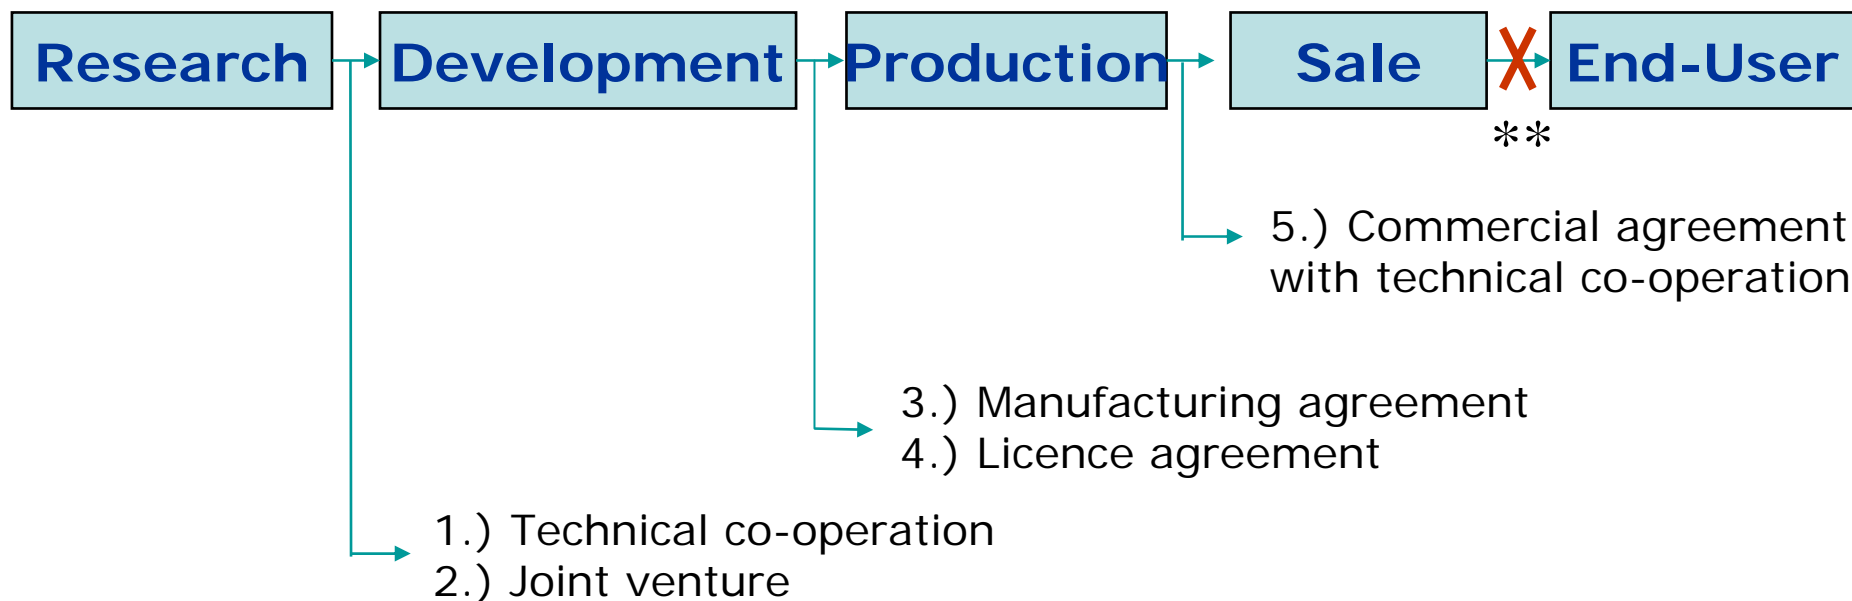 Research Development Production Sale End-User
**
5.) Commercial agreement
with technical co-operation
3.) Manufacturing agreement
4.) Licence agreement
1.) Technical co-operation
2.) Joint venture